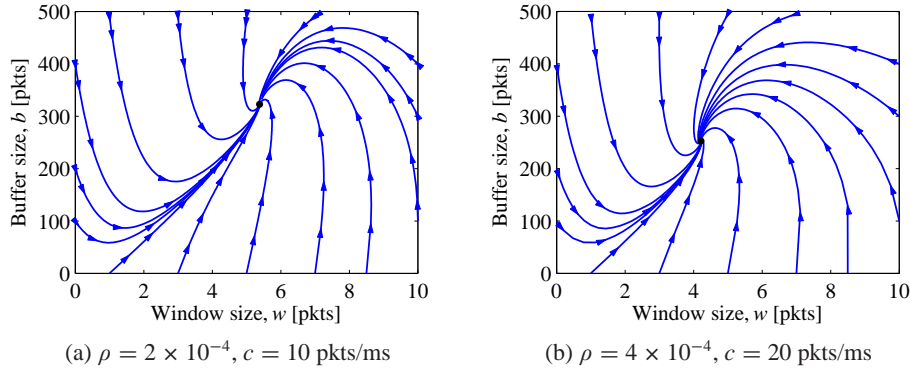 500
400
300
200
100
0
Buffer size, b [pkts]
0 2 4 6 8 10
Window size, w [pkts]
(a) ρ = 2 × 10⁻⁴, c = 10 pkts/ms
500
400
300
200
100
0
Buffer size, b [pkts]
0 2 4 6 8 10
Window size, w [pkts]
(b) ρ = 4 × 10⁻⁴, c = 20 pkts/ms